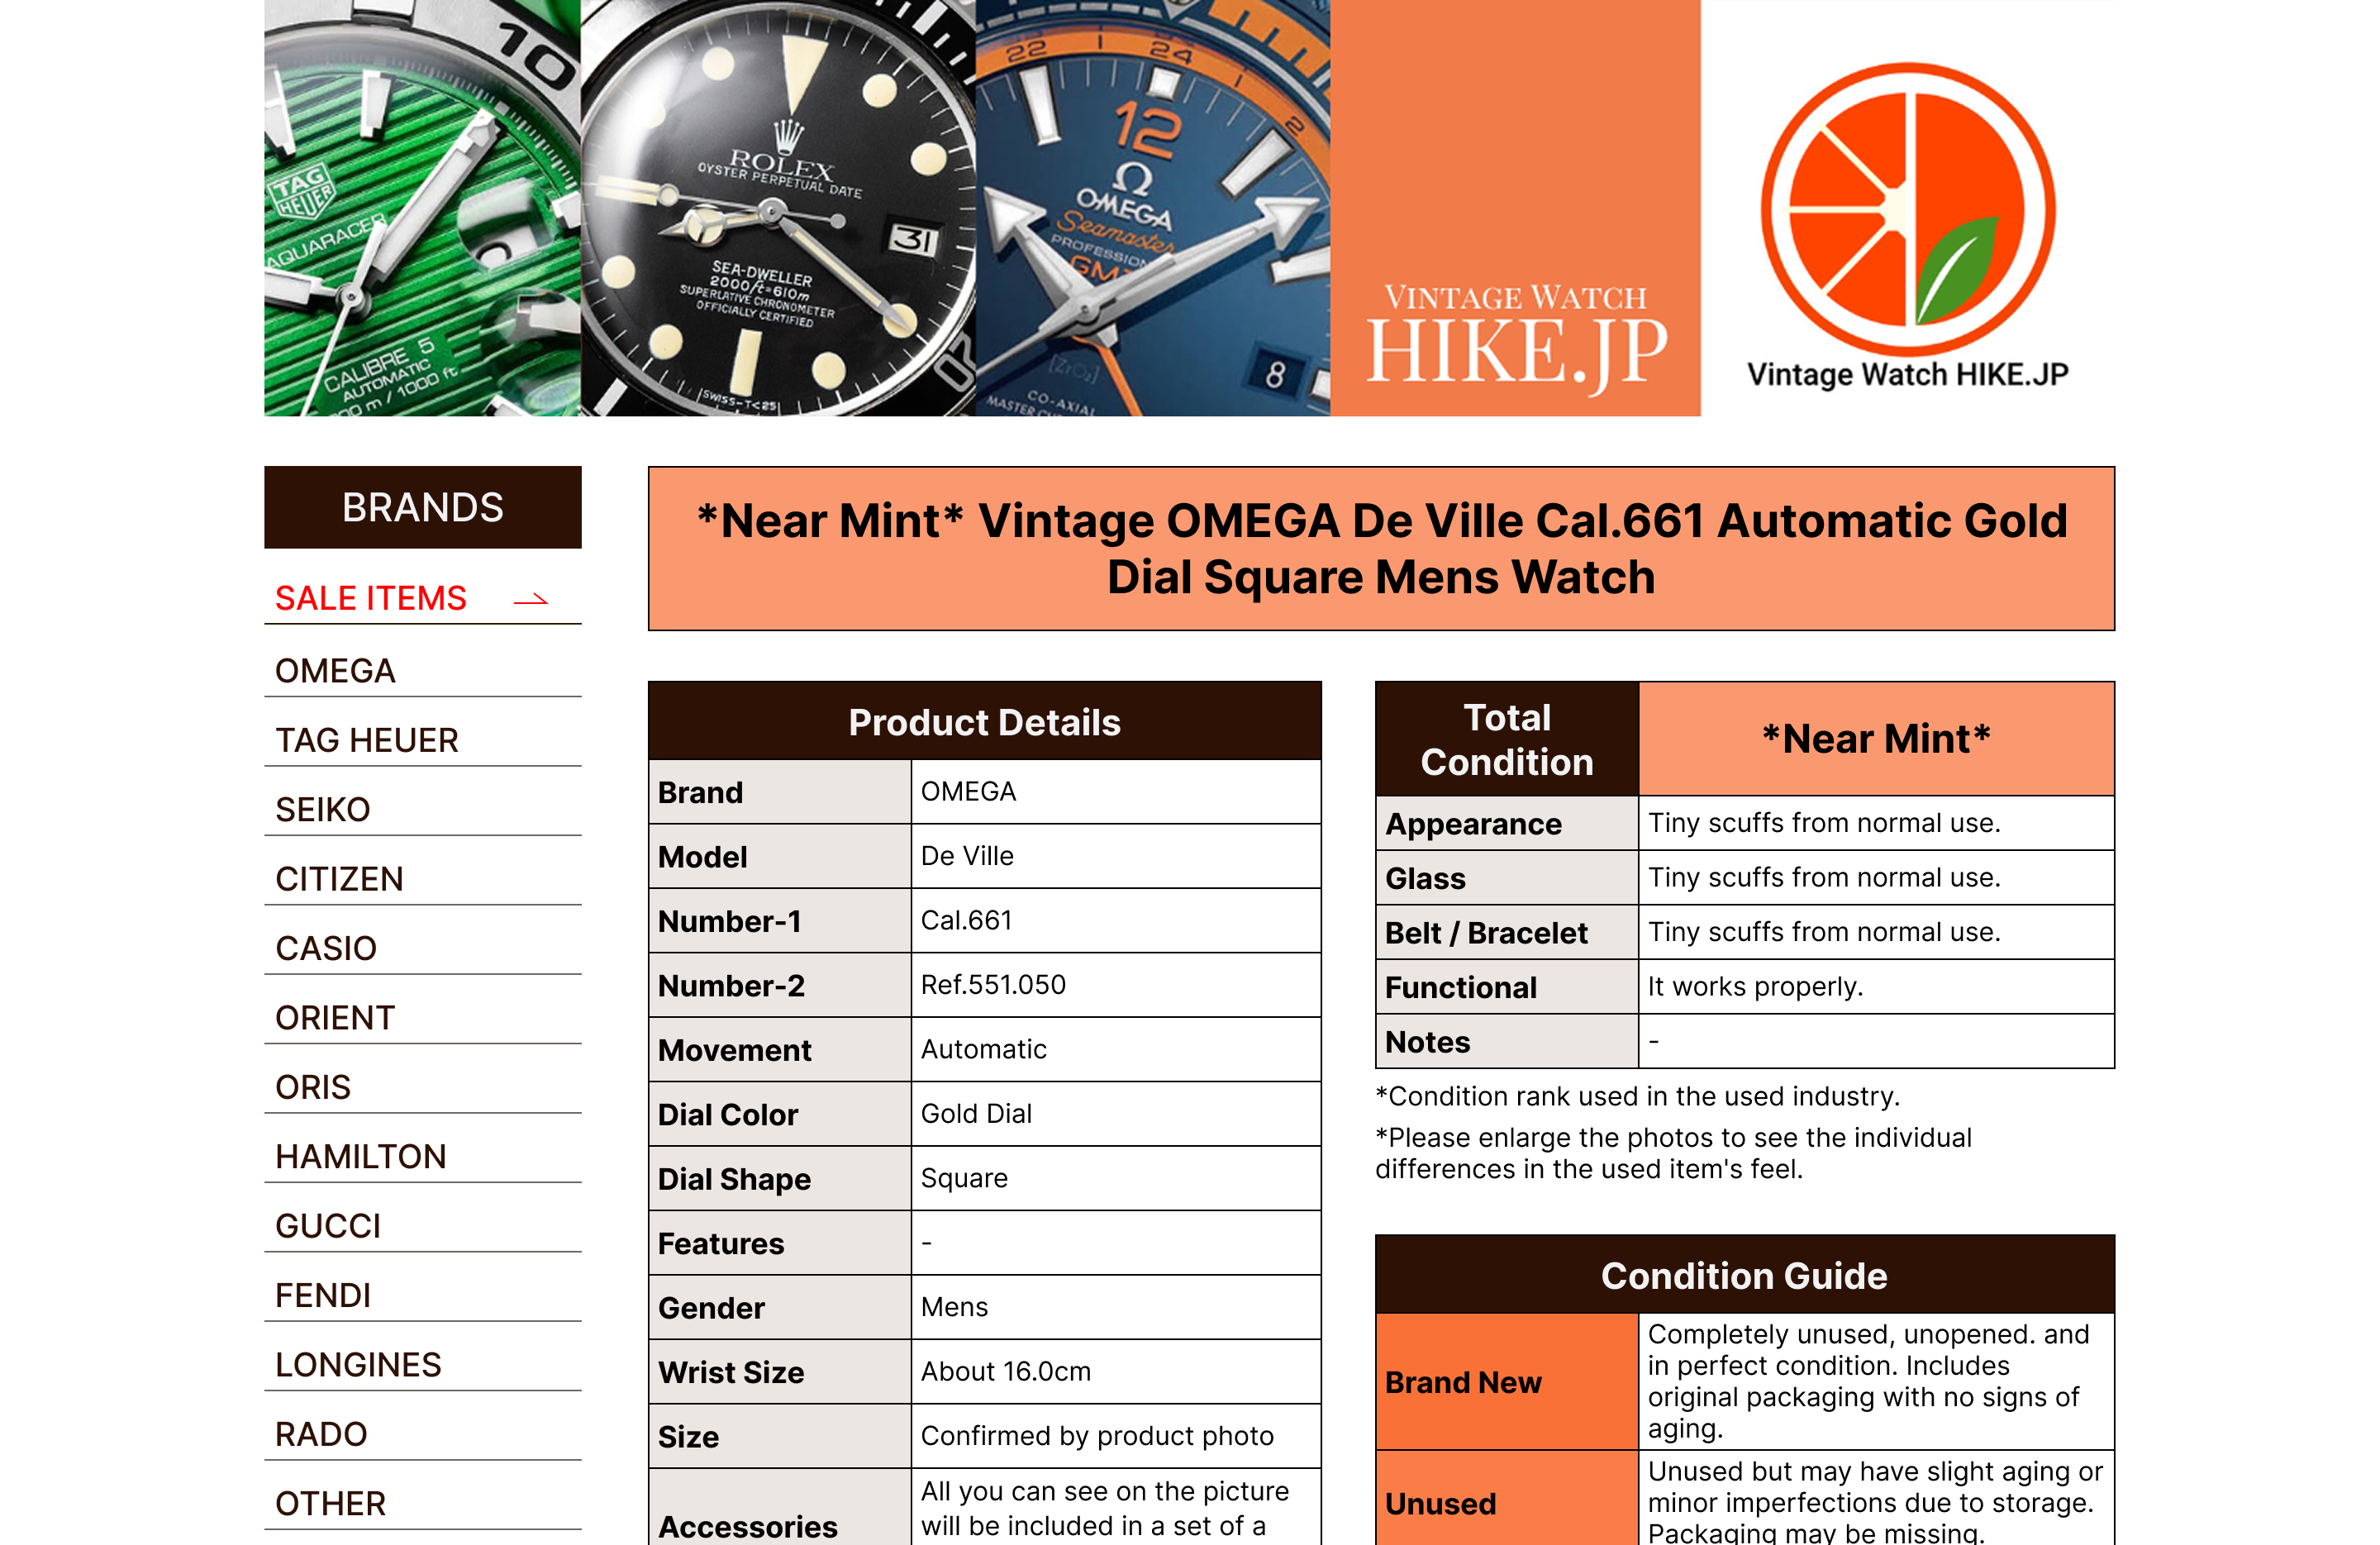 10
TAG
HEUER
AQUARACER
CALIBRE 5
AUTOMATIC
m / 1000 ft
ROLEX
OYSTER PERPETUAL DATE
31
SEA-DWELLER
2000ft=610m
SUPERLATIVE CHRONOMETER
OFFICIALLY CERTIFIED
SWISS-T<25
22
24
2
12
Ω
OMEGA
Seamaster
PROFESSION
GM
[ZrO₂]
8
CO-AXIAL
MASTER
VINTAGE WATCH
HIKE.JP
Vintage Watch HIKE.JP
BRANDS
SALE ITEMS
OMEGA
TAG HEUER
SEIKO
CITIZEN
CASIO
ORIENT
ORIS
HAMILTON
GUCCI
FENDI
LONGINES
RADO
OTHER
*Near Mint* Vintage OMEGA De Ville Cal.661 Automatic Gold
Dial Square Mens Watch
Product Details
Brand OMEGA
Model De Ville
Number-1 Cal.661
Number-2 Ref.551.050
Movement Automatic
Dial Color Gold Dial
Dial Shape Square
Features -
Gender Mens
Wrist Size About 16.0cm
Size Confirmed by product photo
Accessories All you can see on the picture
will be included in a set of a
Total
Condition
*Near Mint*
Appearance Tiny scuffs from normal use.
Glass Tiny scuffs from normal use.
Belt / Bracelet Tiny scuffs from normal use.
Functional It works properly.
Notes -
*Condition rank used in the used industry.
*Please enlarge the photos to see the individual
differences in the used item's feel.
Condition Guide
Brand New Completely unused, unopened. and
in perfect condition. Includes
original packaging with no signs of
aging.
Unused Unused but may have slight aging or
minor imperfections due to storage.
Packaging may be missing.